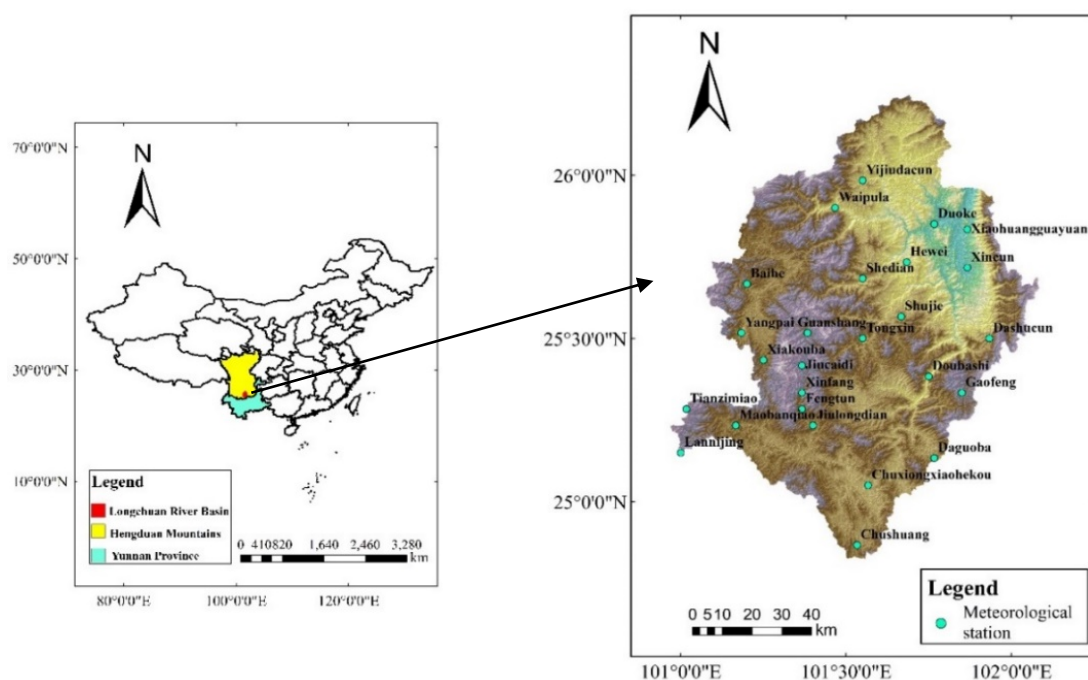 70°0'0"N
50°0'0"N
30°0'0"N
10°0'0"N
N
Legend
Longchuan River Basin
Hengduan Mountains
Yunnan Province
0 410820 1,640 2,460 3,280
km
80°0'0"E 100°0'0"E 120°0'0"E
N
26°0'0"N
25°30'0"N
25°0'0"N
Yijiudacun
Waipula
Duoke
Xiaohuangguayuan
Hewei
Xincun
Shedian
Baihe
Shujie
Yangpai Guanshang Tongxin
Dashucun
Xiakouba
Jiucaidi
Doubashi
Xinfang
Gaofeng
Fengtun
Tianzimiao
Maobanqiao Jinlongdian
Lannijing
Daguoba
Chuxiongxiaohekou
Chushuang
Legend
Meteorological
station
0 5 10 20 30 40
km
101°0'0"E 101°30'0"E 102°0'0"E